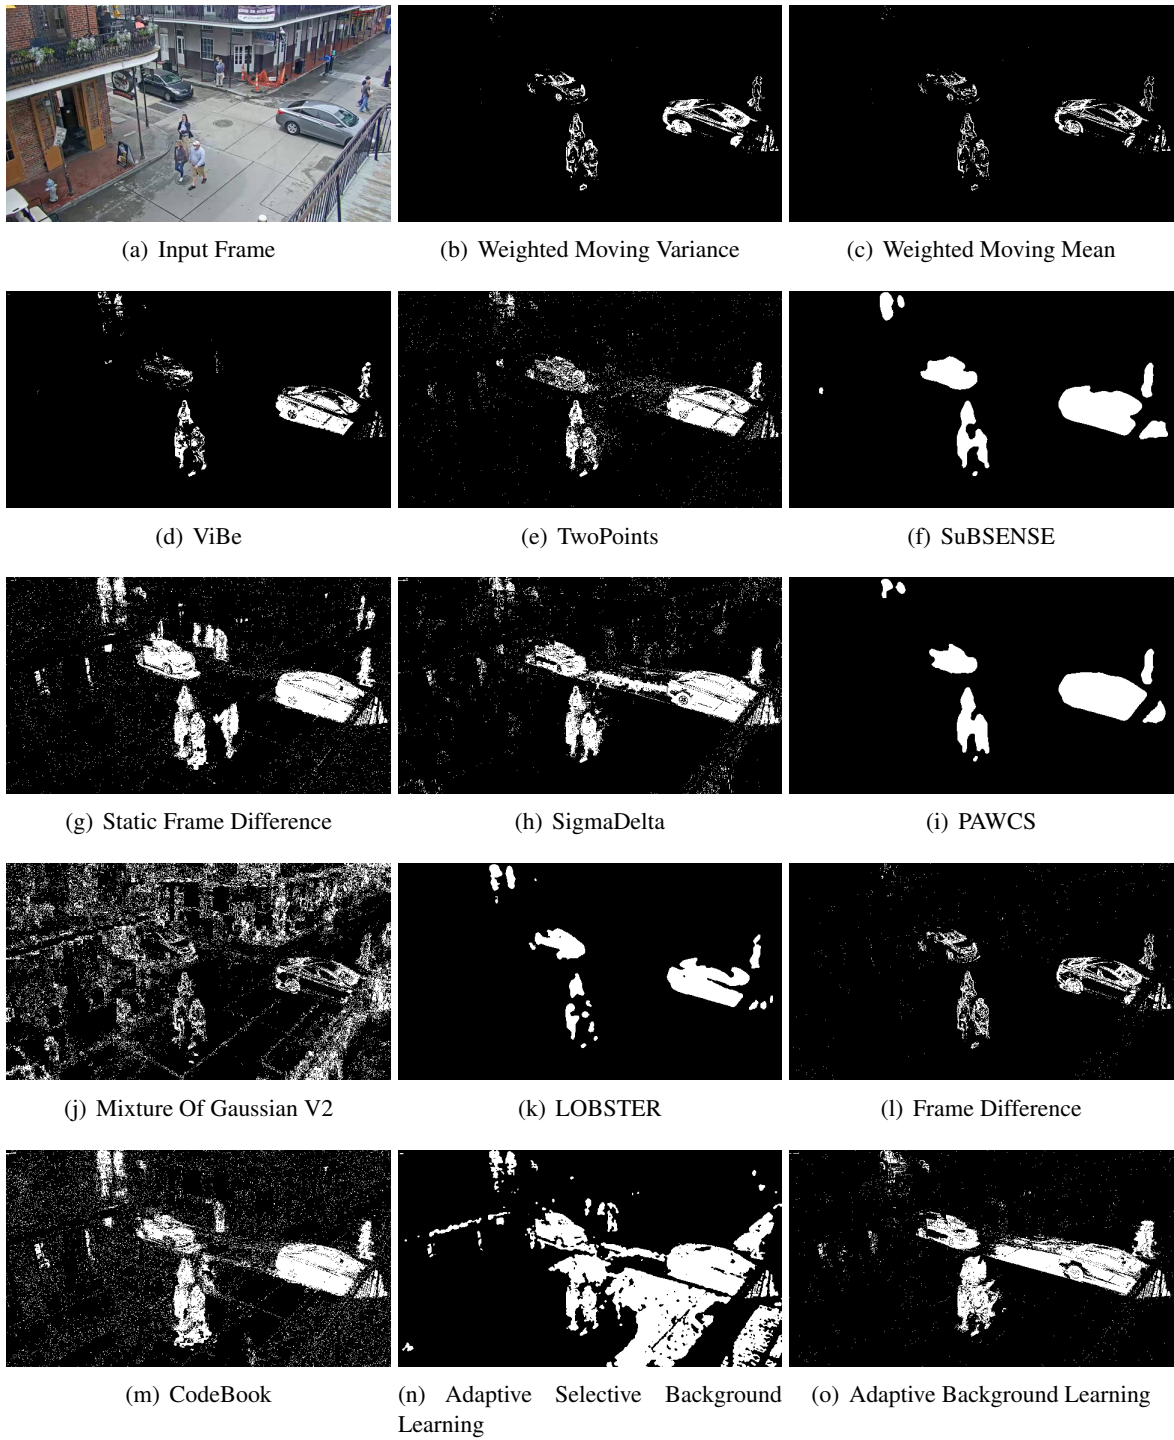 (a) Input Frame
(b) Weighted Moving Variance
(c) Weighted Moving Mean
(d) ViBe
(e) TwoPoints
(f) SuBSENSE
(g) Static Frame Difference
(h) SigmaDelta
(i) PAWCS
(j) Mixture Of Gaussian V2
(k) LOBSTER
(l) Frame Difference
(m) CodeBook
(n) Adaptive Selective Background
Learning
(o) Adaptive Background Learning